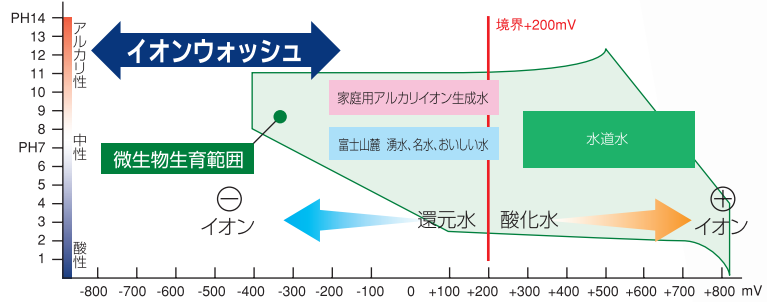 PH14
13
12
11
10
9
8
PH7
6
5
4
3
2
1
アルカリ性
中性
酸性
イオンウォッシュ
境界+200mV
家庭用アルカリイオン生成水
富士山麓 湧水、名水、おいしい水
水道水
微生物生育範囲
−
イオン
還元水
酸化水
+
イオン
-800 -700 -600 -500 -400 -300 -200 -100 0 +100 +200 +300 +400 +500 +600 +700 +800 mV